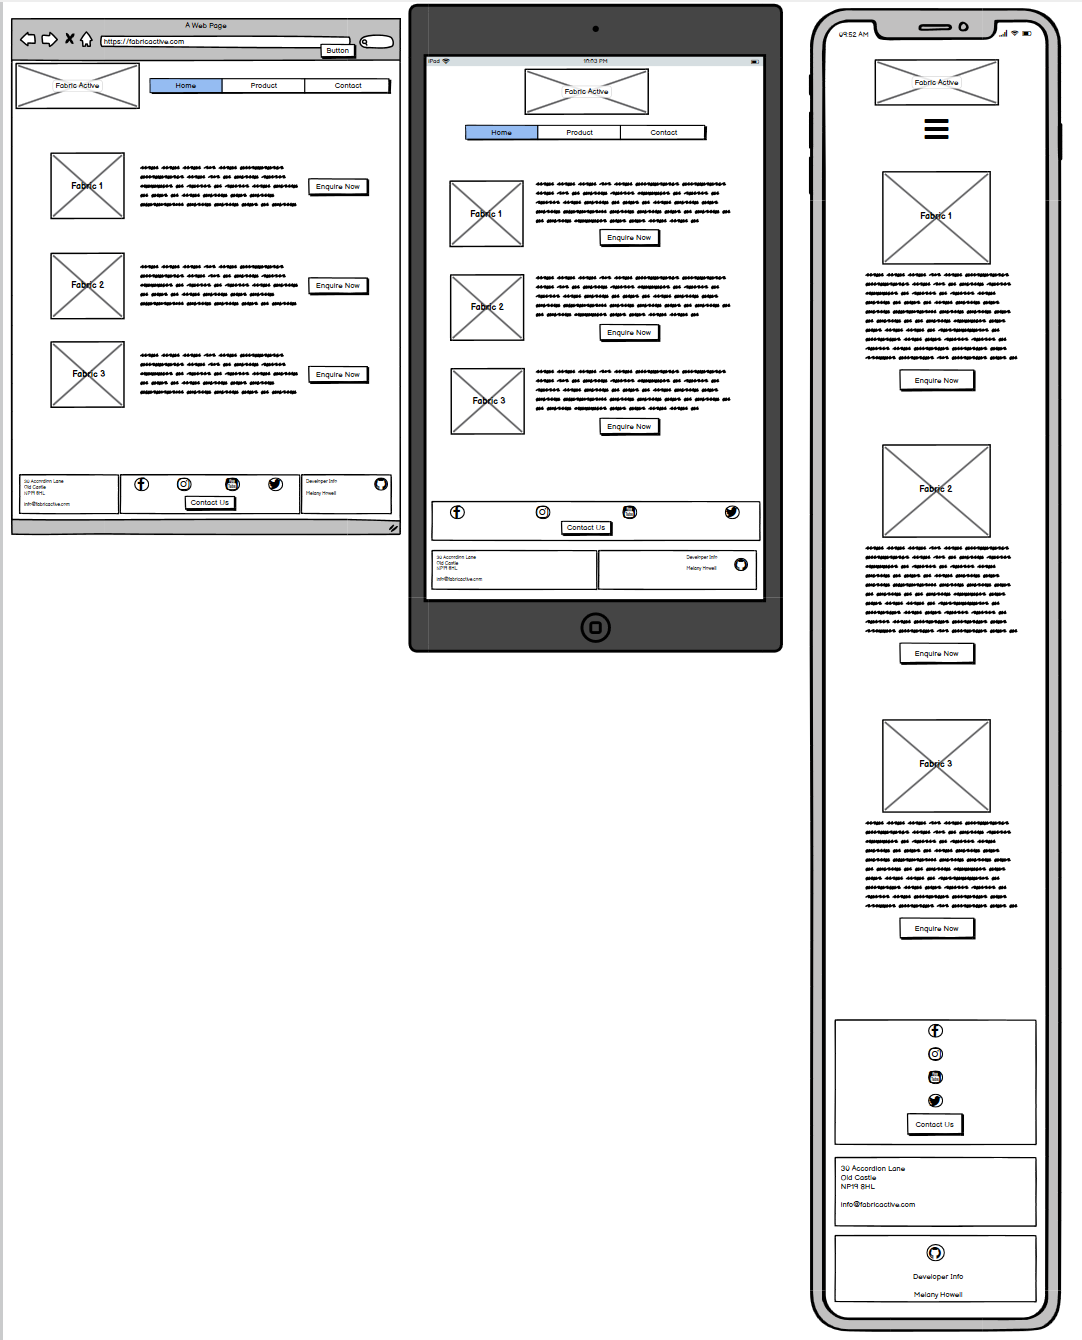 A Web Page
https://fabricactive.com
Button
Fabric Active
Home Product Contact
Fabric 1
Enquire Now
Fabric 2
Enquire Now
Fabric 3
Enquire Now
30 Accordion Lane
Old Castle
NP19 8HL
info@fabricactive.com
Contact Us
Developer Info
Melany Howell
iPad
10:03 PM
Fabric Active
Home Product Contact
Fabric 1
Enquire Now
Fabric 2
Enquire Now
Fabric 3
Enquire Now
Contact Us
30 Accordion Lane
Old Castle
NP19 8HL
info@fabricactive.com
Developer Info
Melany Howell
09:52 AM
Fabric Active
Fabric 1
Enquire Now
Fabric 2
Enquire Now
Fabric 3
Enquire Now
Contact Us
30 Accordion Lane
Old Castle
NP19 8HL
info@fabricactive.com
Developer Info
Melany Howell